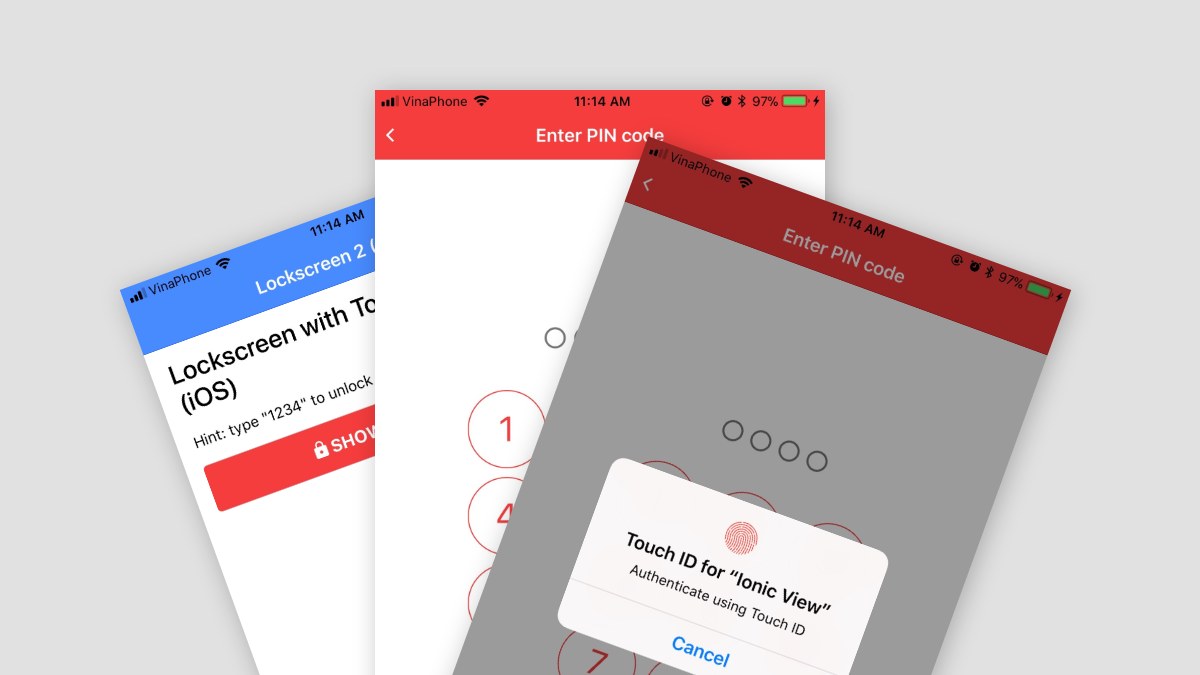 VinaPhone 11:14 AM
Lockscreen 2 (
Lockscreen with To
(iOS)
Hint: type "1234" to unlock
SHOW
VinaPhone 11:14 AM 97%
Enter PIN code
1
4
VinaPhone 11:14 AM 97%
Enter PIN code
Touch ID for “Ionic View”
Authenticate using Touch ID
Cancel
7